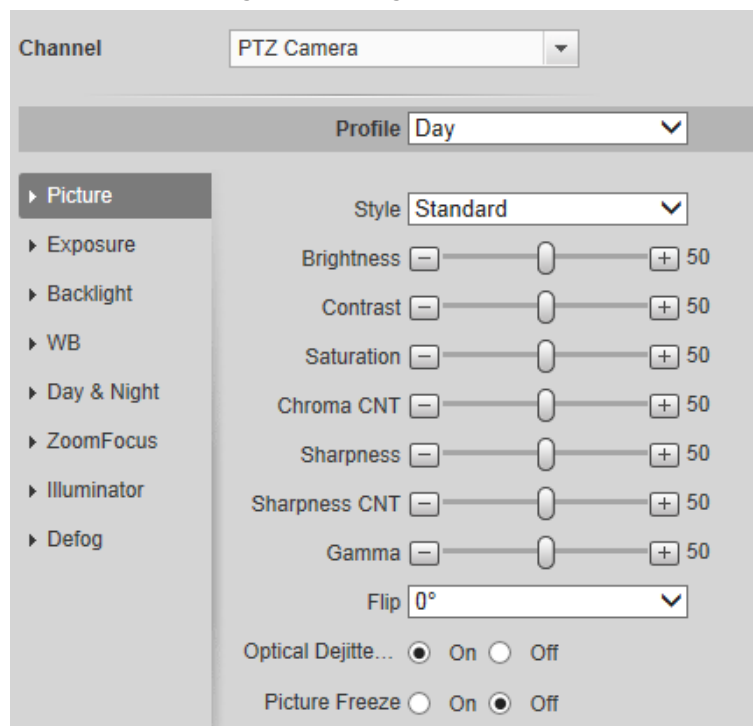 Channel PTZ Camera
Profile Day
Picture
Style Standard
Exposure
Brightness 50
Backlight
Contrast 50
WB
Saturation 50
Day & Night
Chroma CNT 50
ZoomFocus
Sharpness 50
Illuminator
Sharpness CNT 50
Defog
Gamma 50
Flip 0°
Optical Dejitte... On Off
Picture Freeze On Off